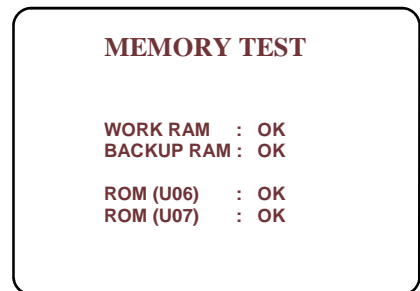 MEMORY TEST
WORK RAM : OK
BACKUP RAM : OK
ROM (U06) : OK
ROM (U07) : OK